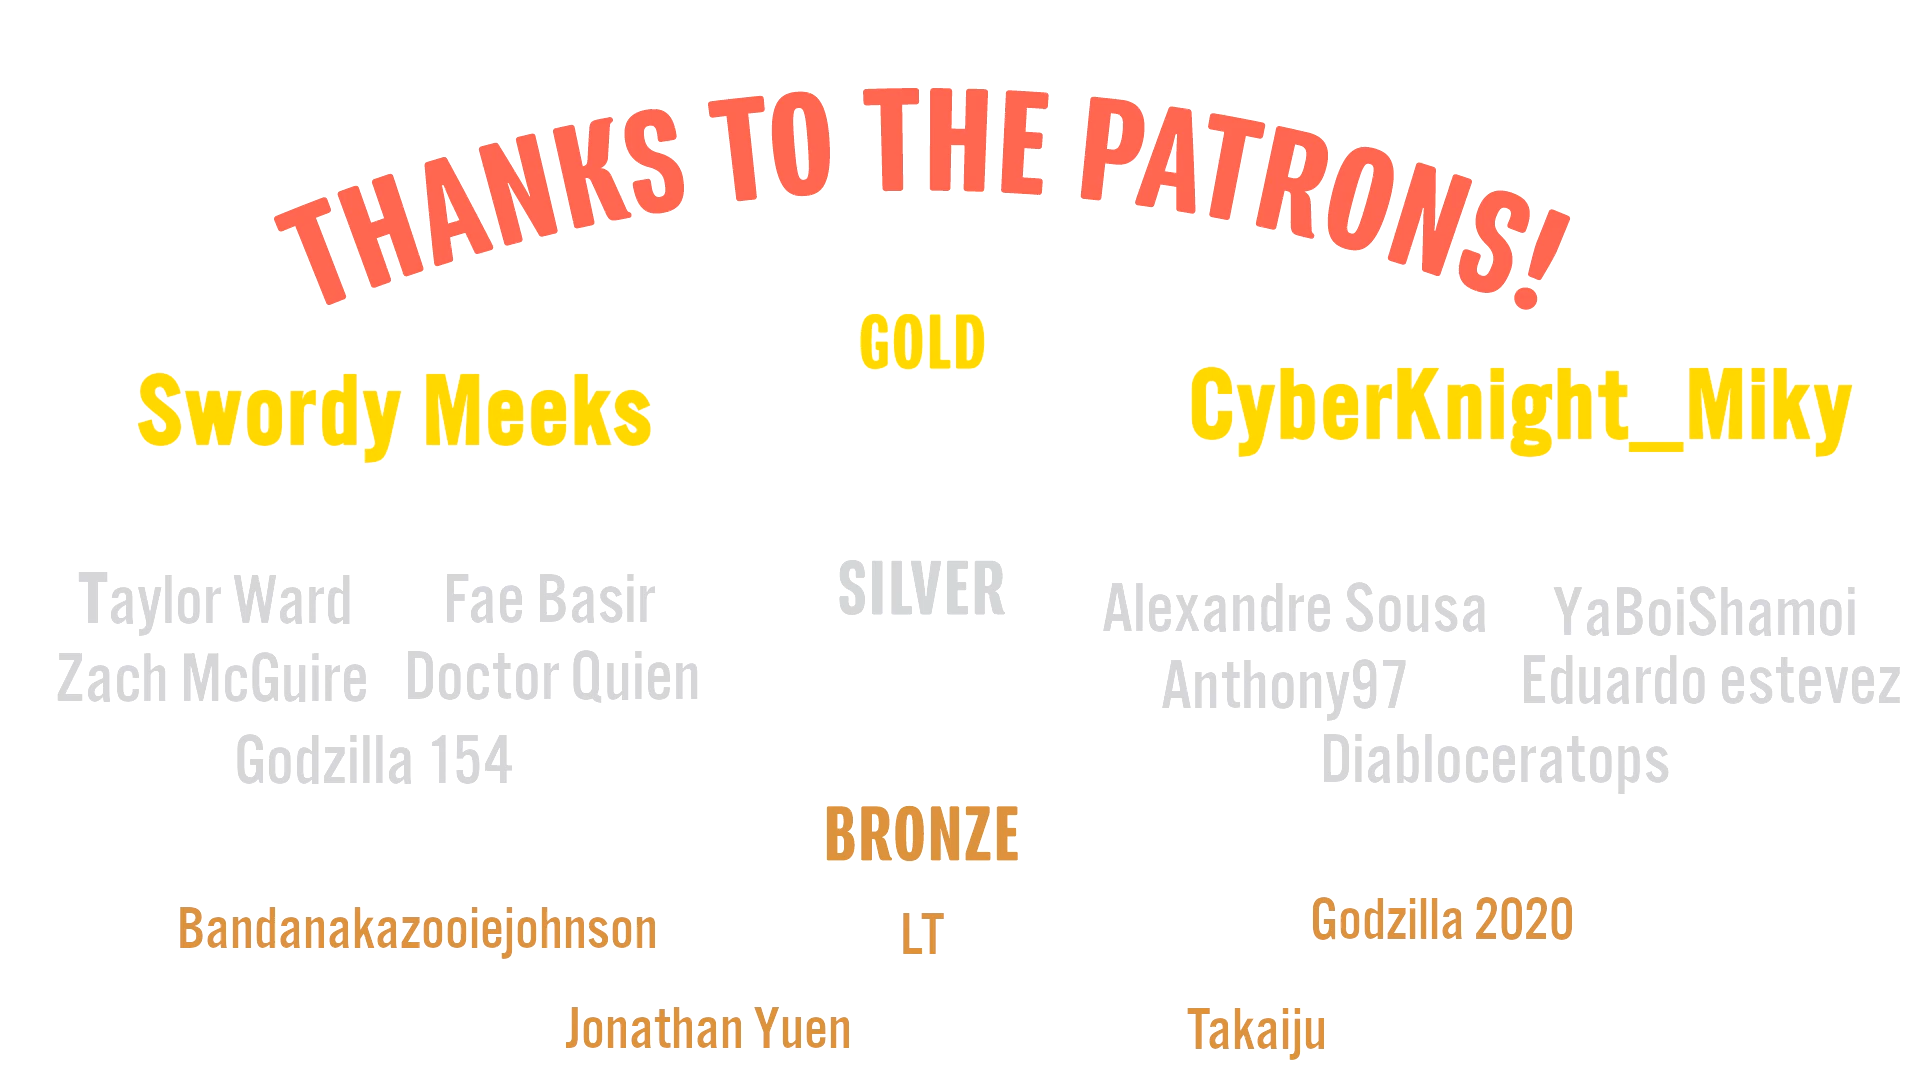 THANKS TO THE PATRONS!
GOLD
Swordy Meeks
CyberKnight_Miky
SILVER
Taylor Ward
Fae Basir
Alexandre Sousa
YaBoiShamoi
Zach McGuire
Doctor Quien
Anthony97
Eduardo estevez
Godzilla 154
Diabloceratops
BRONZE
Bandanakazooiejohnson
LT
Godzilla 2020
Jonathan Yuen
Takaiju